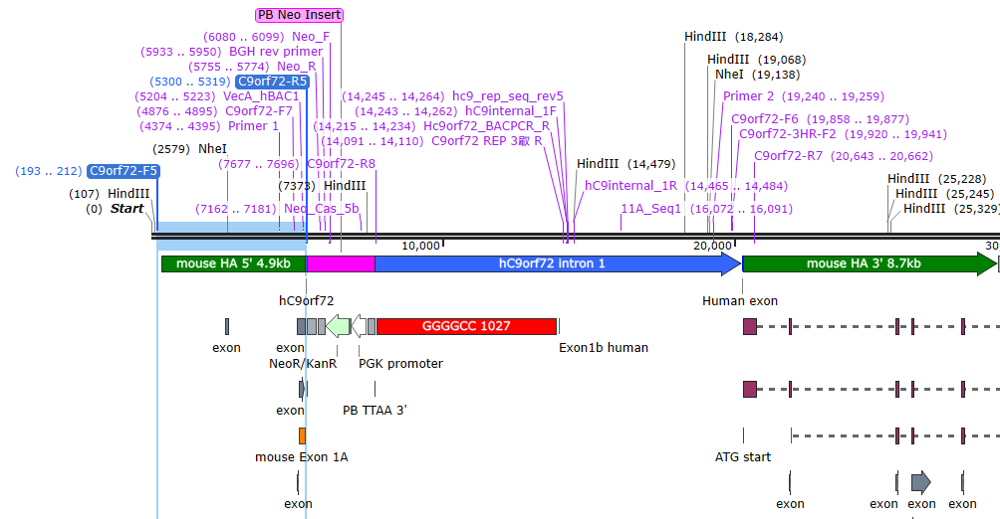 PB Neo Insert
(6080 .. 6099) Neo_F
HindIII (18,284)
(5933 .. 5950) BGH rev primer
HindIII (19,068)
(5755 .. 5774) Neo_R
NheI (19,138)
(5300 .. 5319) C9orf72-R5
(5204 .. 5223) VecA_hBAC1
(14,245 .. 14,264) hc9_rep_seq_rev5
Primer 2 (19,240 .. 19,259)
(4876 .. 4895) C9orf72-F7
(14,243 .. 14,262) hC9internal_1F
C9orf72-F6 (19,858 .. 19,877)
(4374 .. 4395) Primer 1
(14,215 .. 14,234) Hc9orf72_BACPCR_R
C9orf72-3HR-F2 (19,920 .. 19,941)
(2579) NheI
(14,091 .. 14,110) C9orf72 REP 3㱾 R
C9orf72-R7 (20,643 .. 20,662)
(193 .. 212) C9orf72-F5
(7677 .. 7696) C9orf72-R8
HindIII (14,479)
(107) HindIII
(7373) HindIII
hC9internal_1R (14,465 .. 14,484)
HindIII (25,228)
HindIII (25,245)
(0) Start
(7162 .. 7181) Neo_Cas_5b
11A_Seq1 (16,072 .. 16,091)
HindIII (25,329)
10,000
20,000
30
mouse HA 5' 4.9kb
hC9orf72 intron 1
mouse HA 3' 8.7kb
hC9orf72
Human exon
GGGGCC 1027
exon
exon
Exon1b human
NeoR/KanR
PGK promoter
exon
PB TTAA 3'
mouse Exon 1A
ATG start
exon
exon
exon
exon
exon